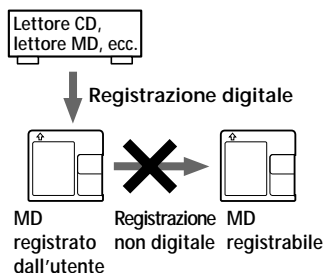 Lettore CD,
lettore MD, ecc.
Registrazione digitale
MD
registrato
dall'utente
Registrazione
non digitale
MD
registrabile